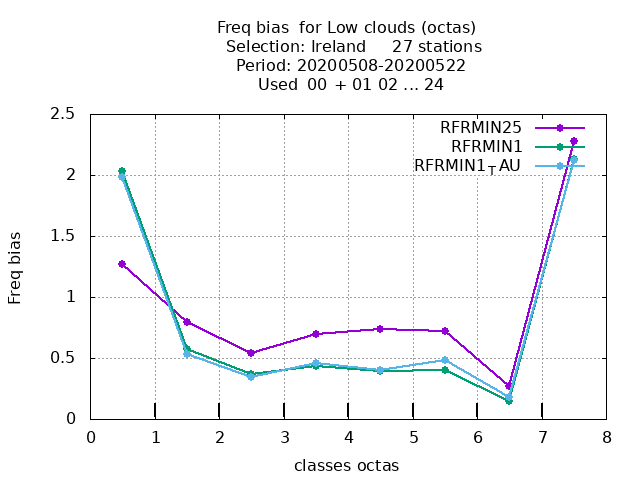 Freq bias  for Low clouds (octas)
Selection: Ireland     27 stations
Period: 20200508-20200522
Used  00  + 01 02 ... 24
RFRMIN25
RFRMIN1
RFRMIN1TAU
Freq bias
2.5
2
1.5
1
0.5
0
0 1 2 3 4 5 6 7 8
classes octas